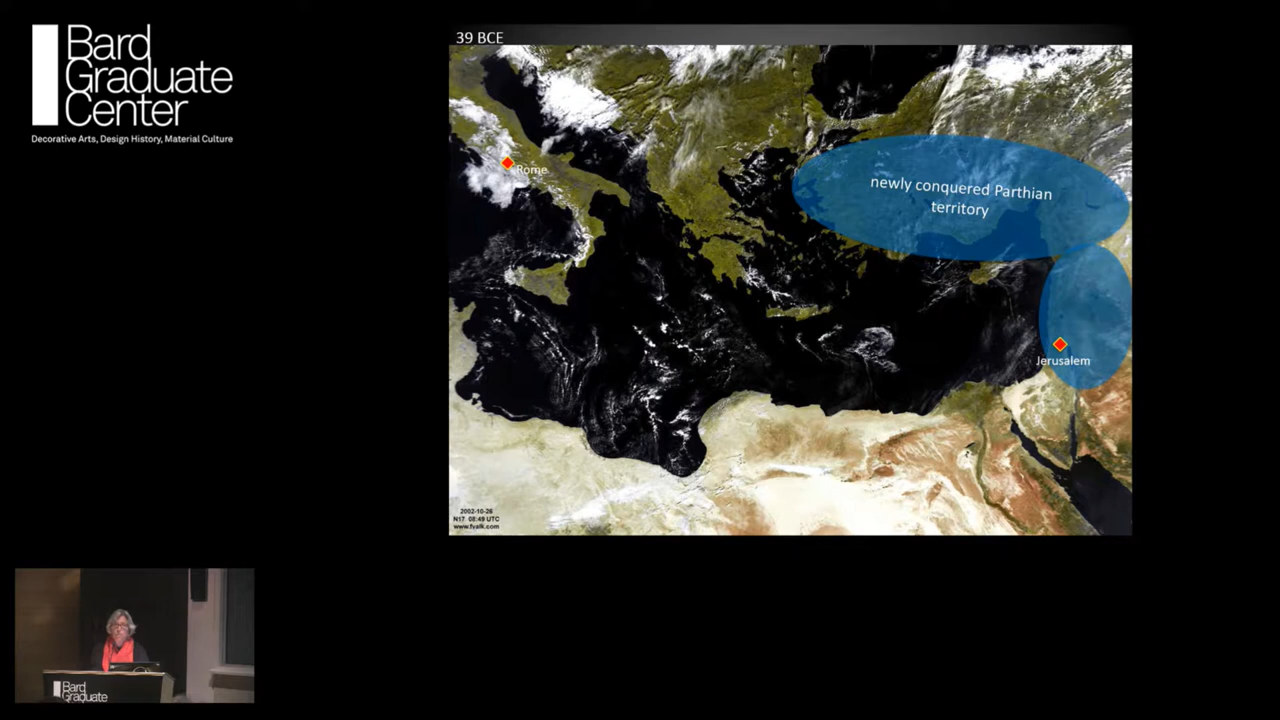 Bard
Graduate
Center
Decorative Arts, Design History, Material Culture
39 BCE
Rome
newly conquered Parthian
territory
Jerusalem
2002-10-26
N17 08:49 UTC
www.fvalk.com
Bard
Graduate